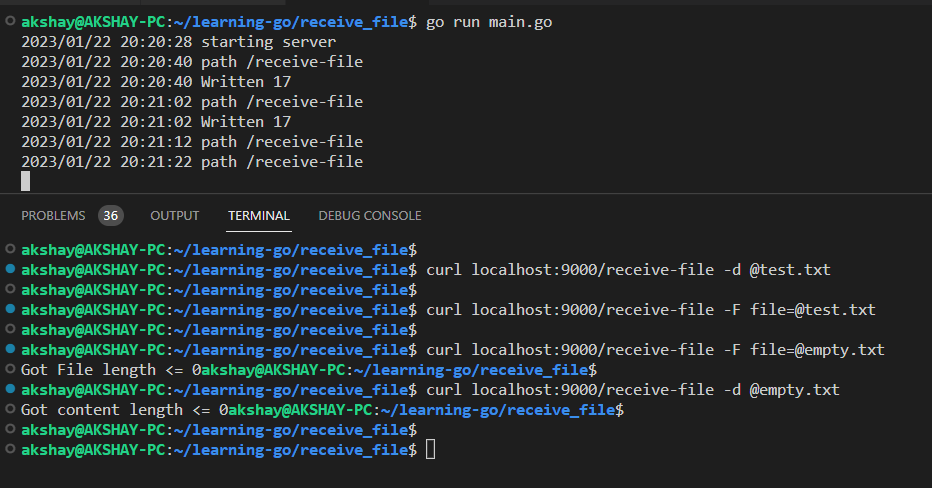 akshay@AKSHAY-PC:~/learning-go/receive_file$ go run main.go
2023/01/22 20:20:28 starting server
2023/01/22 20:20:40 path /receive-file
2023/01/22 20:20:40 Written 17
2023/01/22 20:21:02 path /receive-file
2023/01/22 20:21:02 Written 17
2023/01/22 20:21:12 path /receive-file
2023/01/22 20:21:22 path /receive-file
PROBLEMS 36 OUTPUT TERMINAL DEBUG CONSOLE
akshay@AKSHAY-PC:~/learning-go/receive_file$
akshay@AKSHAY-PC:~/learning-go/receive_file$ curl localhost:9000/receive-file -d @test.txt
akshay@AKSHAY-PC:~/learning-go/receive_file$
akshay@AKSHAY-PC:~/learning-go/receive_file$ curl localhost:9000/receive-file -F file=@test.txt
akshay@AKSHAY-PC:~/learning-go/receive_file$
akshay@AKSHAY-PC:~/learning-go/receive_file$ curl localhost:9000/receive-file -F file=@empty.txt
Got File length <= 0akshay@AKSHAY-PC:~/learning-go/receive_file$
akshay@AKSHAY-PC:~/learning-go/receive_file$ curl localhost:9000/receive-file -d @empty.txt
Got content length <= 0akshay@AKSHAY-PC:~/learning-go/receive_file$
akshay@AKSHAY-PC:~/learning-go/receive_file$
akshay@AKSHAY-PC:~/learning-go/receive_file$